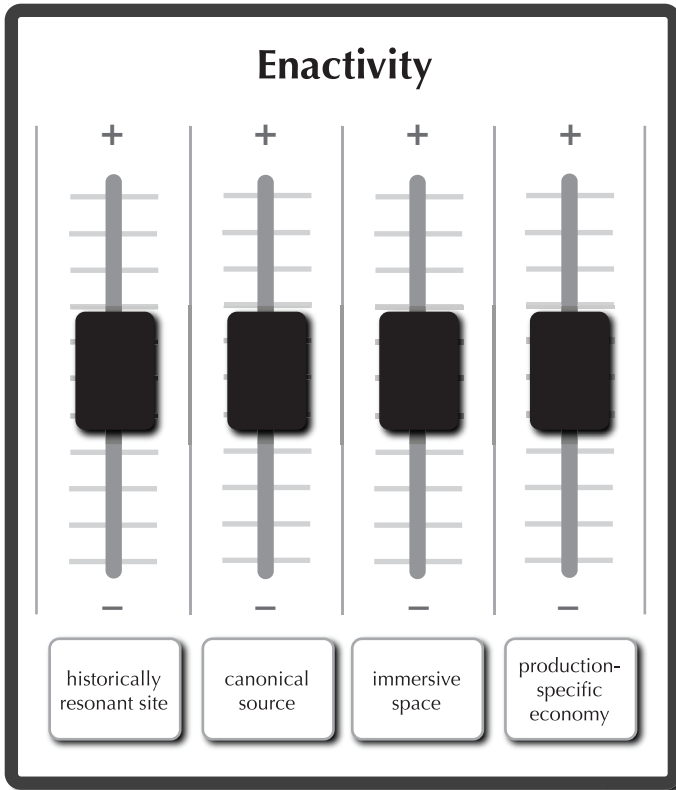 Enactivity
+ + + +
– – – –
historically
resonant site
canonical
source
immersive
space
production-
specific
economy